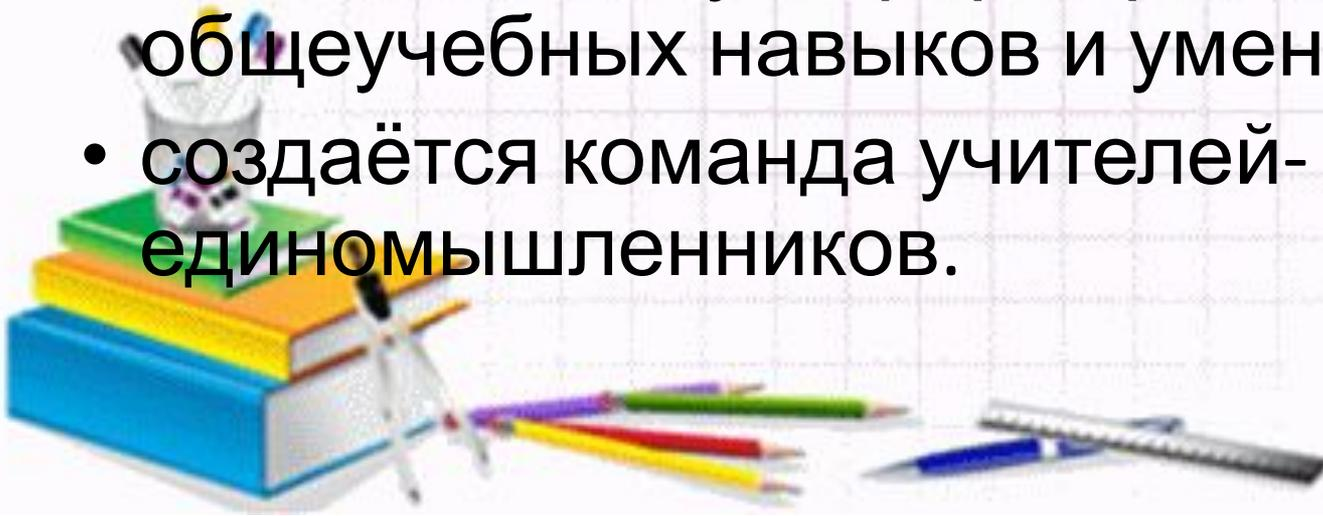 общеучебных навыков и умен
• создаётся команда учителей-
единомышленников.